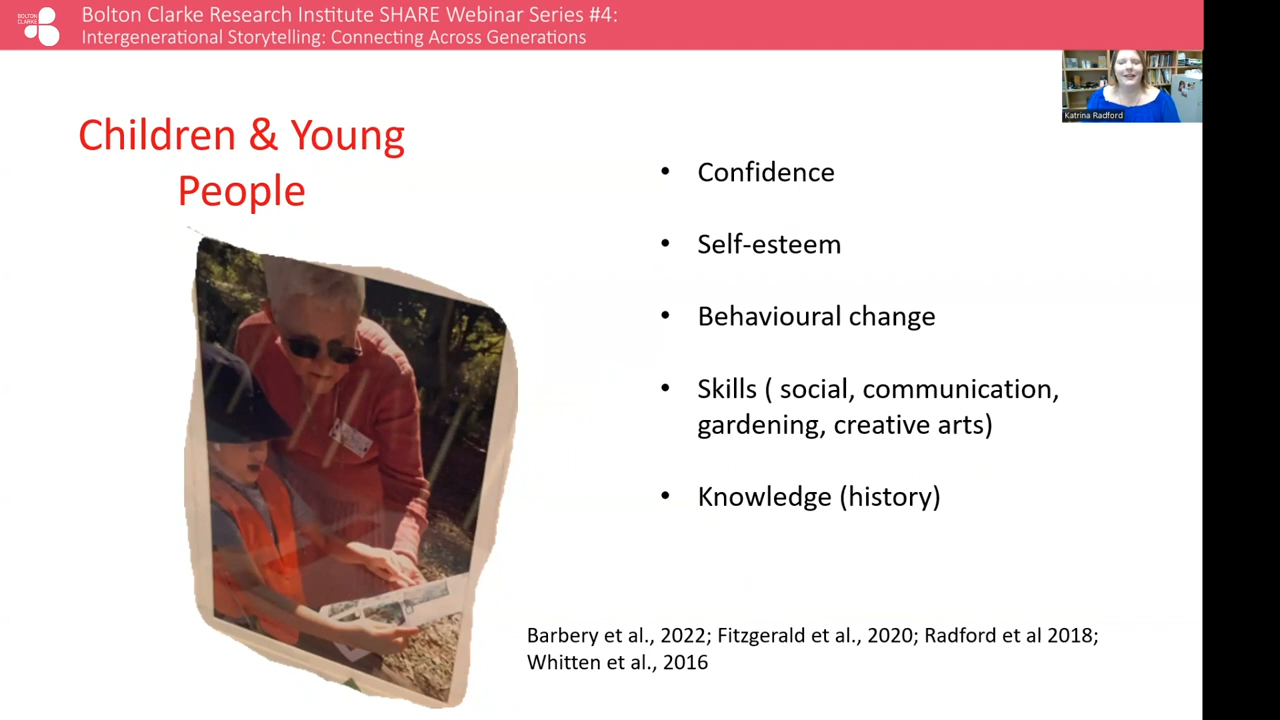 BOLTON
CLARKE
Bolton Clarke Research Institute SHARE Webinar Series #4:
Intergenerational Storytelling: Connecting Across Generations
Katrina Radford
Children & Young
People
• Confidence
• Self-esteem
• Behavioural change
• Skills ( social, communication,
gardening, creative arts)
• Knowledge (history)
Barbery et al., 2022; Fitzgerald et al., 2020; Radford et al 2018;
Whitten et al., 2016